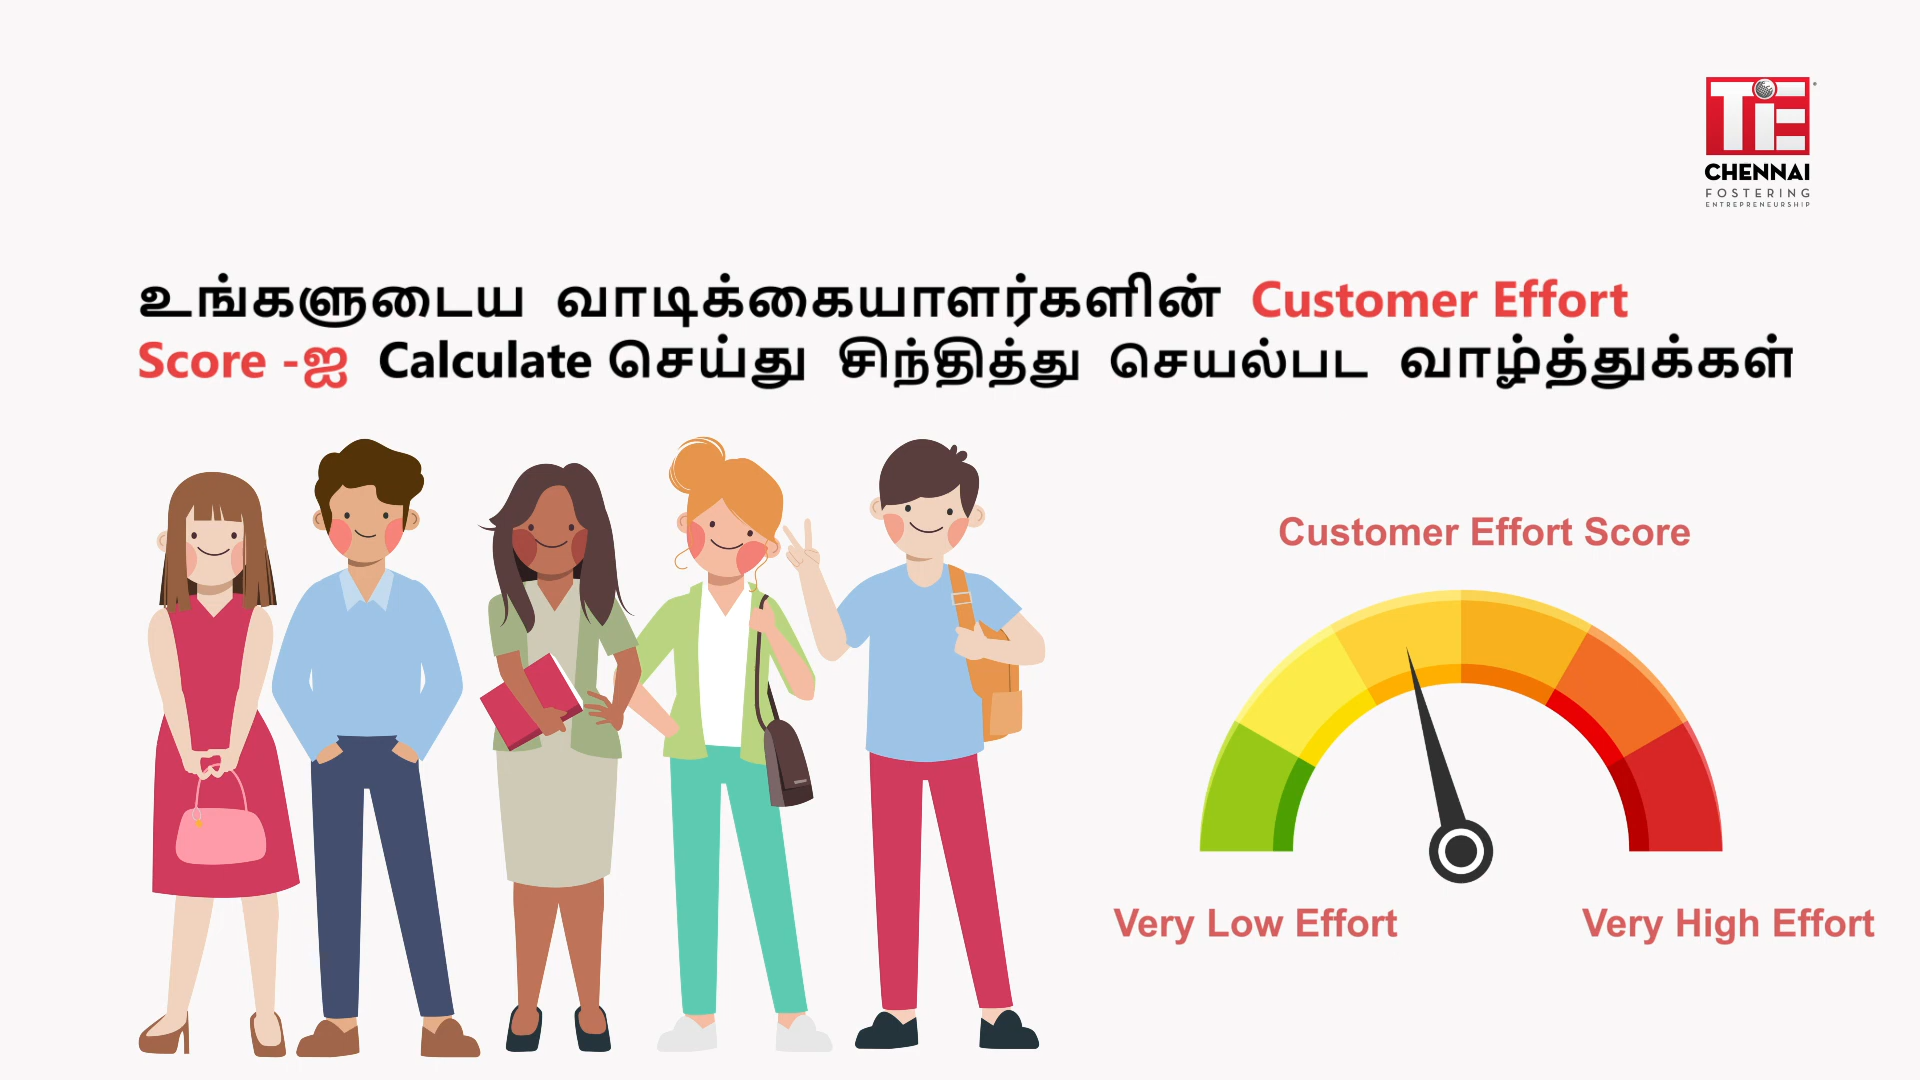 TiE
CHENNAI
FOSTERING
ENTREPRENEURSHIP
உங்களுடைய வாடிக்கையாளர்களின் Customer Effort
Score -ஐ Calculate செய்து சிந்தித்து செயல்பட வாழ்த்துக்கள்
Customer Effort Score
Very Low Effort
Very High Effort